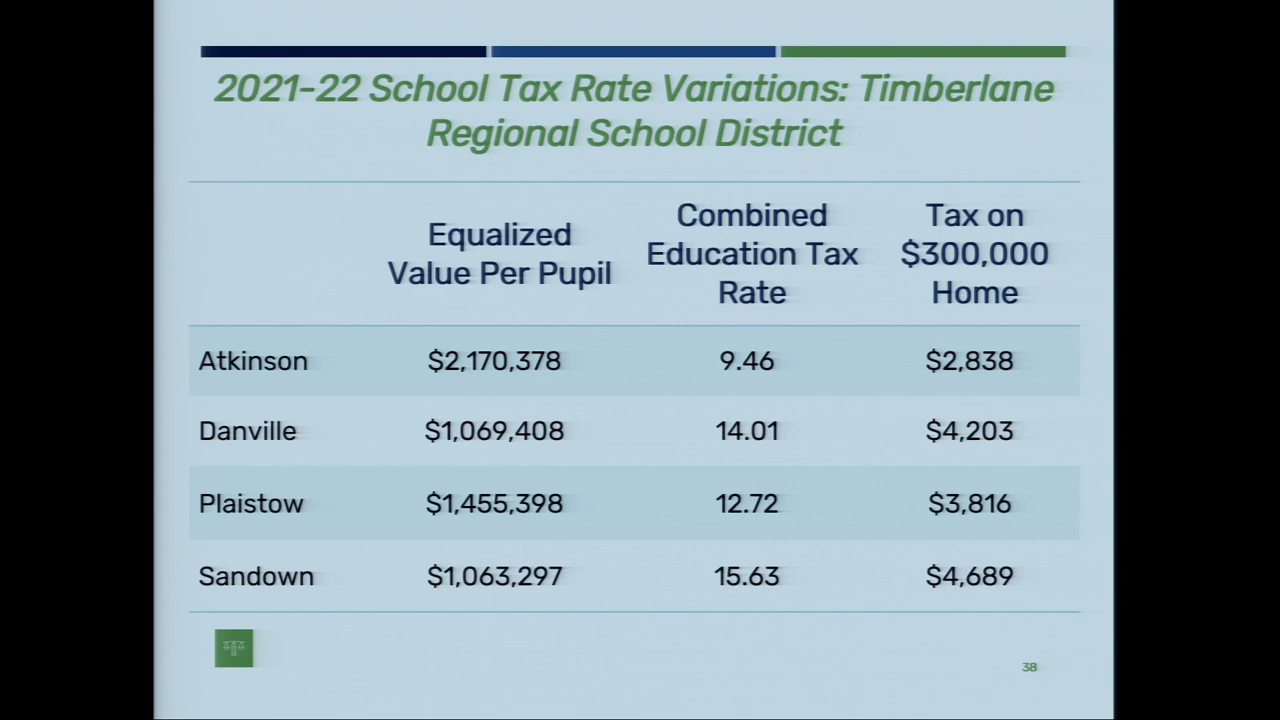 2021-22 School Tax Rate Variations: Timberlane
Regional School District
Equalized
Value Per Pupil
Combined
Education Tax
Rate
Tax on
$300,000
Home
Atkinson $2,170,378 9.46 $2,838
Danville $1,069,408 14.01 $4,203
Plaistow $1,455,398 12.72 $3,816
Sandown $1,063,297 15.63 $4,689
38